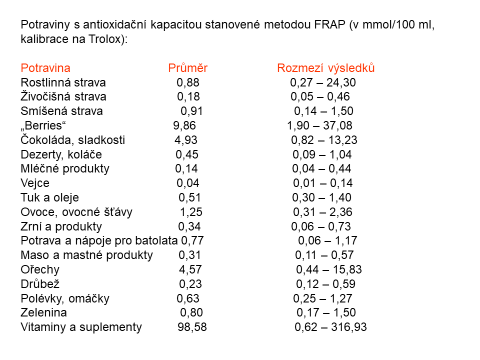 Potraviny s antioxidační kapacitou stanovené metodou FRAP (v mmol/100 ml,
kalibrace na Trolox):
Potravina Průměr Rozmezí výsledků
Rostlinná strava 0,88 0,27 – 24,30
Živočišná strava 0,18 0,05 – 0,46
Smíšená strava 0,91 0,14 – 1,50
„Berries“ 9,86 1,90 – 37,08
Čokoláda, sladkosti 4,93 0,82 – 13,23
Dezerty, koláče 0,45 0,09 – 1,04
Mléčné produkty 0,14 0,04 – 0,44
Vejce 0,04 0,01 – 0,14
Tuk a oleje 0,51 0,30 – 1,40
Ovoce, ovocné šťávy 1,25 0,31 – 2,36
Zrní a produkty 0,34 0,06 – 0,73
Potrava a nápoje pro batolata 0,77 0,06 – 1,17
Maso a mastné produkty 0,31 0,11 – 0,57
Ořechy 4,57 0,44 – 15,83
Drůbež 0,23 0,12 – 0,59
Polévky, omáčky 0,63 0,25 – 1,27
Zelenina 0,80 0,17 – 1,50
Vitaminy a suplementy 98,58 0,62 – 316,93